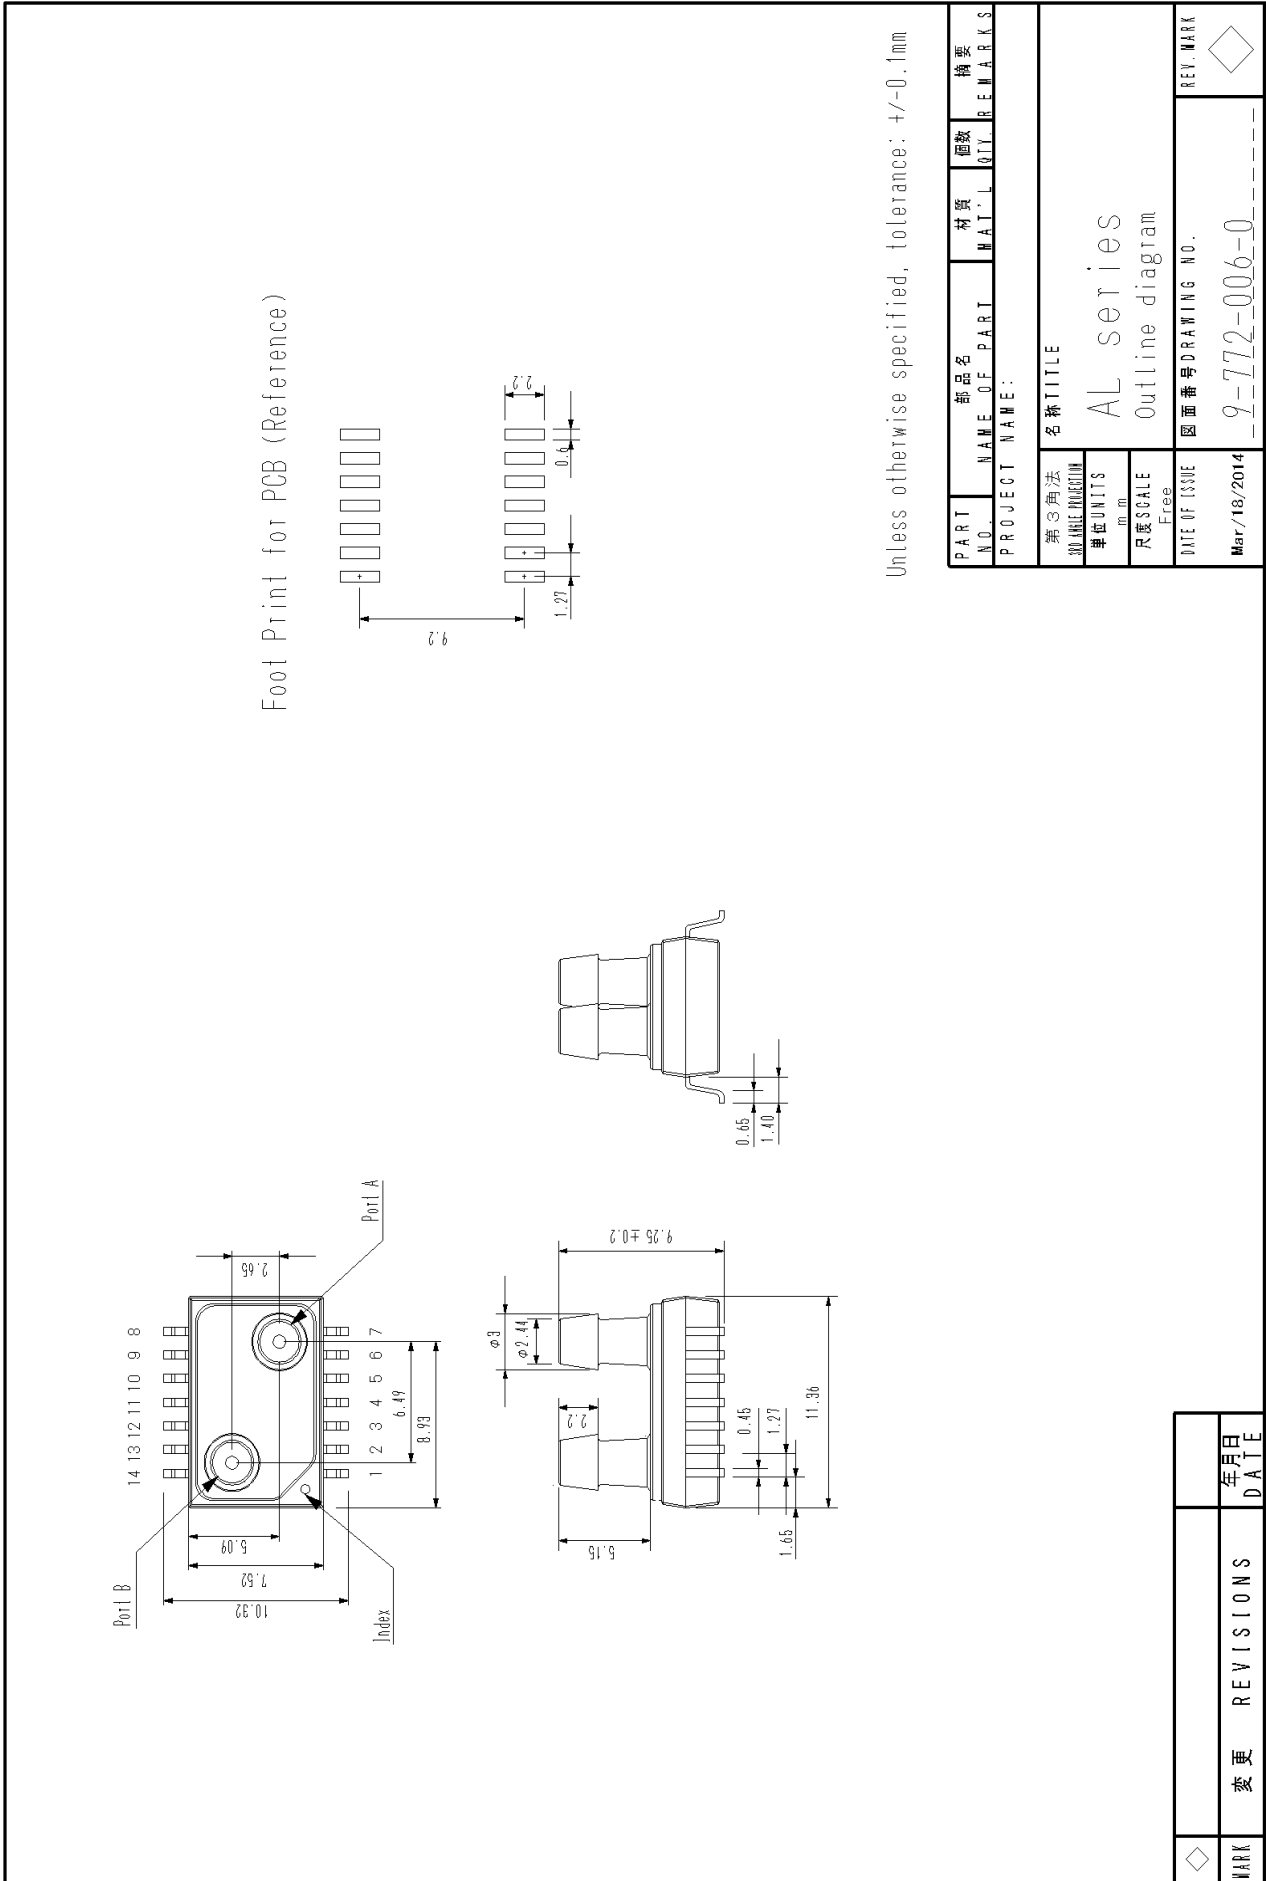 Port B
14 13 12 11 10 9 8
1 2 3 4 5 6 7
Port A
Index
2.65
6.49
8.93
5.09
7.52
10.32
9.25 ±0.2
φ3
φ2.44
2.2
5.15
0.45
1.27
11.36
1.65
0.65
1.40
Foot Print for PCB (Reference)
2.2
0.6
1.27
9.2
Unless otherwise specified, tolerance: +/-0.1mm
PART NO.
部品名
NAME OF PART
材質
MAT'L
個数
QTY.
摘要
REMARKS
PROJECT NAME:
第3角法
3RD ANGLE PROJECTION
単位UNITS
mm
尺度SCALE
Free
名称TITLE
AL series
Outline diagram
DATE OF ISSUE
Mar/18/2014
図面番号DRAWING NO.
9-772-006-0
REV. MARK
MARK
変更 REVISIONS
年月日
DATE